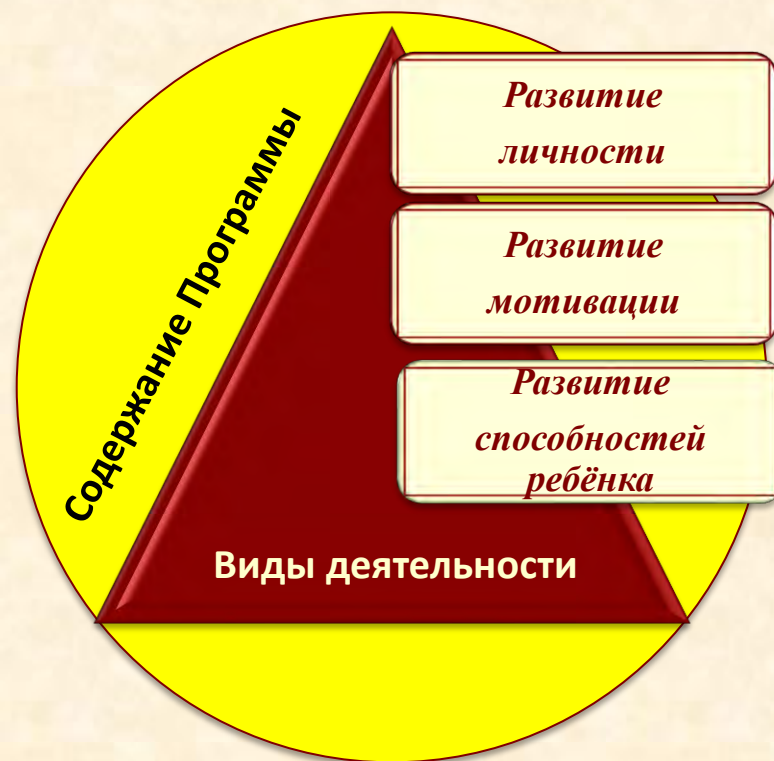 Содержание Программы
Развитие
личности
Развитие
мотивации
Развитие
способностей
ребёнка
Виды деятельности